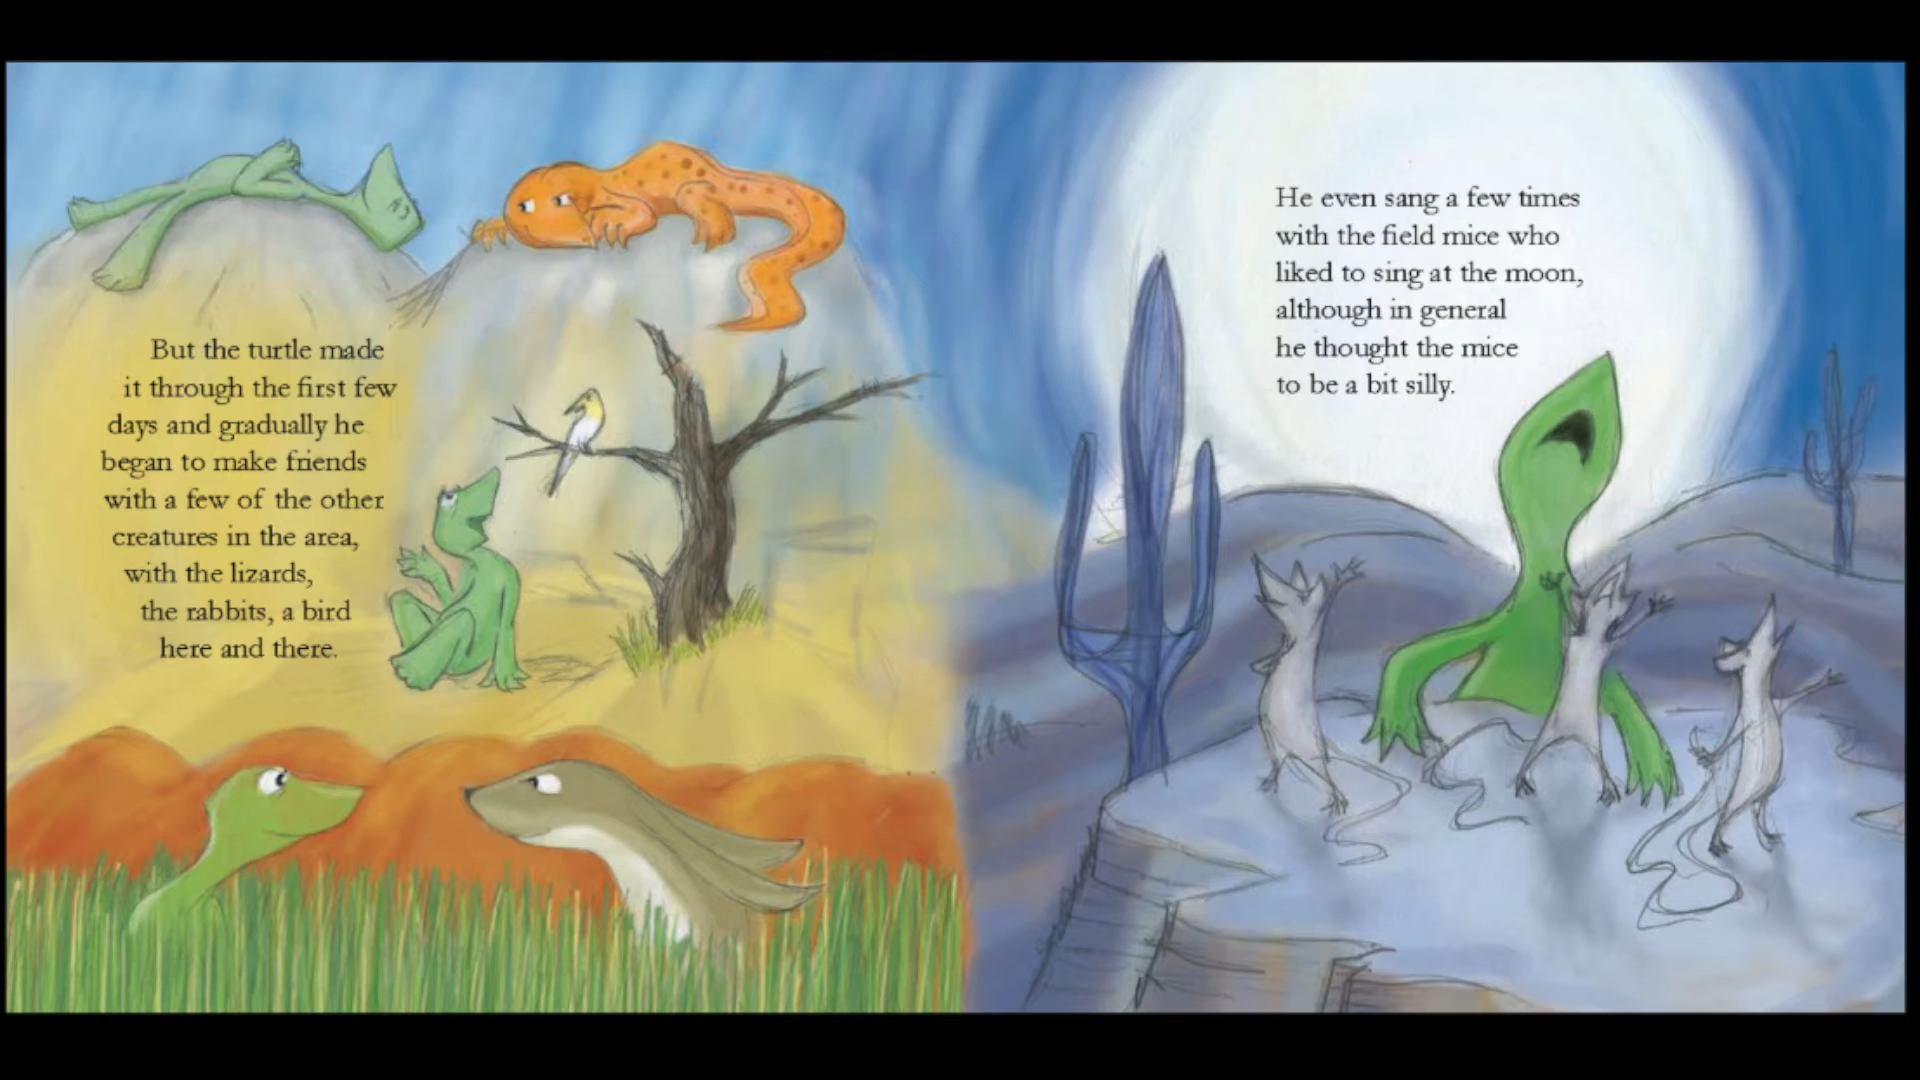 But the turtle made
it through the first few
days and gradually he
began to make friends
with a few of the other
creatures in the area,
with the lizards,
the rabbits, a bird
here and there.
He even sang a few times
with the field mice who
liked to sing at the moon,
although in general
he thought the mice
to be a bit silly.